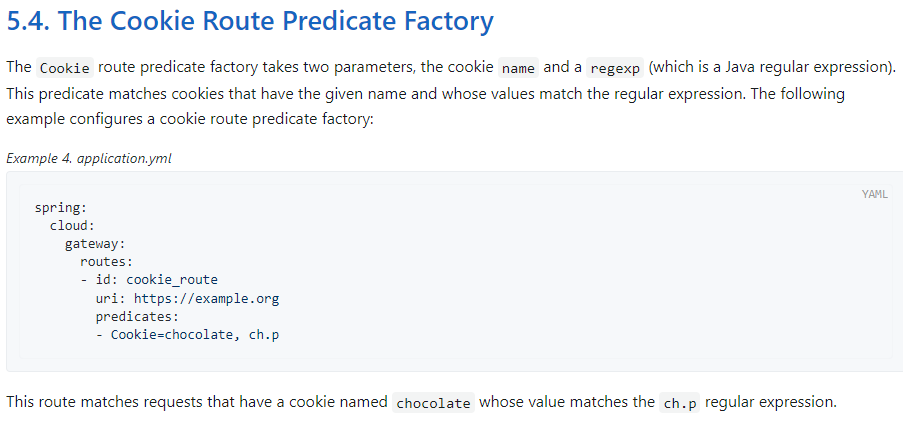 5.4. The Cookie Route Predicate Factory
The Cookie route predicate factory takes two parameters, the cookie name and a regexp (which is a Java regular expression).
This predicate matches cookies that have the given name and whose values match the regular expression. The following
example configures a cookie route predicate factory:
Example 4. application.yml
YAML
spring:
  cloud:
    gateway:
      routes:
      - id: cookie_route
        uri: https://example.org
        predicates:
        - Cookie=chocolate, ch.p
This route matches requests that have a cookie named chocolate whose value matches the ch.p regular expression.